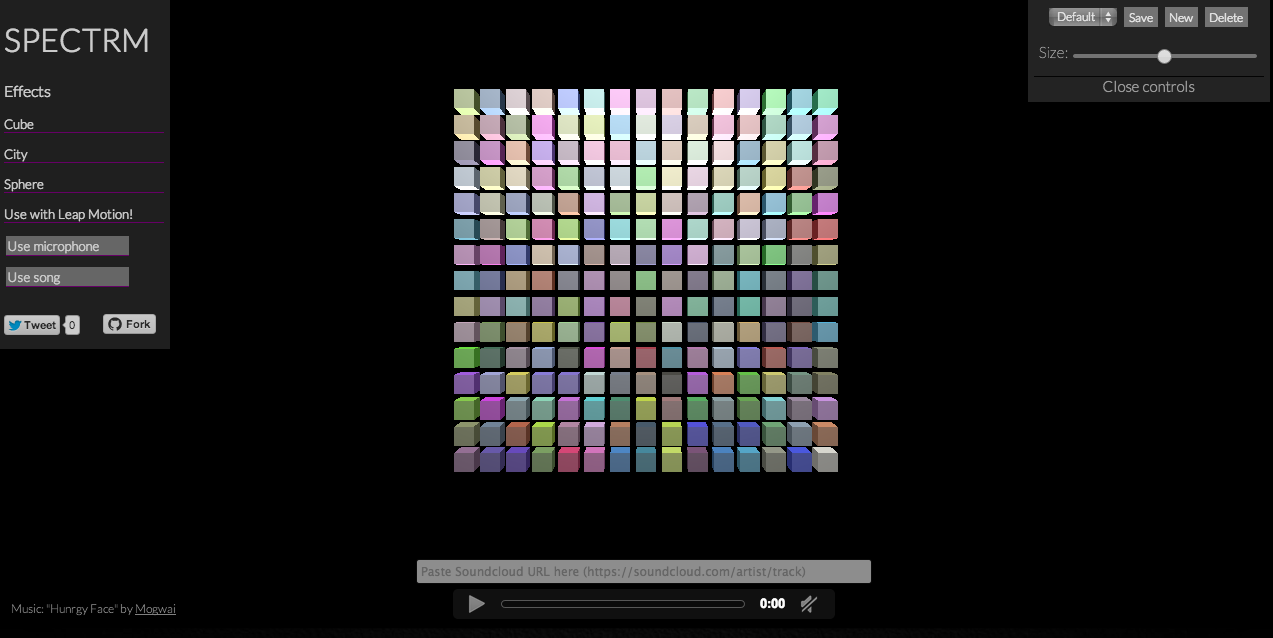 SPECTRM
Effects
Cube
City
Sphere
Use with Leap Motion!
Use microphone
Use song
Tweet 0 Fork
Default Save New Delete
Size:
Close controls
Paste Soundcloud URL here (https://soundcloud.com/artist/track)
0:00
Music: "Hunrgy Face" by Mogwai